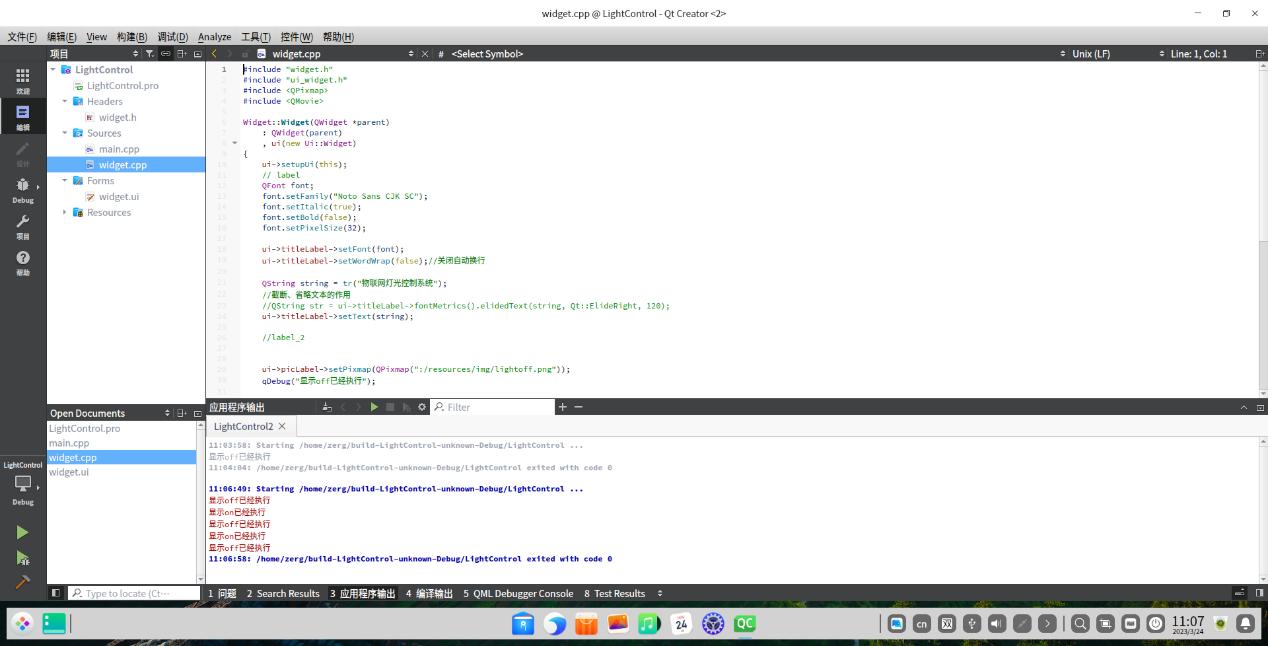 widget.cpp @ LightControl - Qt Creator <2>
文件(F) 编辑(E) View 构建(B) 调试(D) Analyze 工具(T) 控件(W) 帮助(H)
项目
widget.cpp # <Select Symbol> Unix (LF) Line: 1, Col: 1
欢迎
编辑
设计
Debug
项目
帮助
LightControl
LightControl.pro
Headers
widget.h
Sources
main.cpp
widget.cpp
Forms
widget.ui
Resources
1 #include "widget.h"
2 #include "ui_widget.h"
3 #include <QPixmap>
4 #include <QMovie>
5
6 Widget::Widget(QWidget *parent)
7 : QWidget(parent)
8 , ui(new Ui::Widget)
9 {
10 ui->setupUi(this);
11 // label
12 QFont font;
13 font.setFamily("Noto Sans CJK SC");
14 font.setItalic(true);
15 font.setBold(false);
16 font.setPixelSize(32);
17
18 ui->titleLabel->setFont(font);
19 ui->titleLabel->setWordWrap(false);//关闭自动换行
20
21 QString string = tr("物联网灯光控制系统");
22 //截断、省略文本的作用
23 //QString str = ui->titleLabel->fontMetrics().elidedText(string, Qt::ElideRight, 120);
24 ui->titleLabel->setText(string);
25
26 //label_2
27
28
29 ui->picLabel->setPixmap(QPixmap(":/resources/img/lightoff.png"));
30 qDebug("显示off已经执行");
31
Open Documents
LightControl.pro
main.cpp
widget.cpp
widget.ui
LightControl
Debug
应用程序输出 Filter
LightControl2
11:03:58: Starting /home/zerg/build-LightControl-unknown-Debug/LightControl ...
显示off已经执行
11:04:04: /home/zerg/build-LightControl-unknown-Debug/LightControl exited with code 0
11:06:49: Starting /home/zerg/build-LightControl-unknown-Debug/LightControl ...
显示off已经执行
显示on已经执行
显示off已经执行
显示on已经执行
显示off已经执行
11:06:58: /home/zerg/build-LightControl-unknown-Debug/LightControl exited with code 0
Type to locate (Ct⋯ 1 问题 2 Search Results 3 应用程序输出 4 编译输出 5 QML Debugger Console 8 Test Results
24 QC cn 双 11:07
2023/3/24